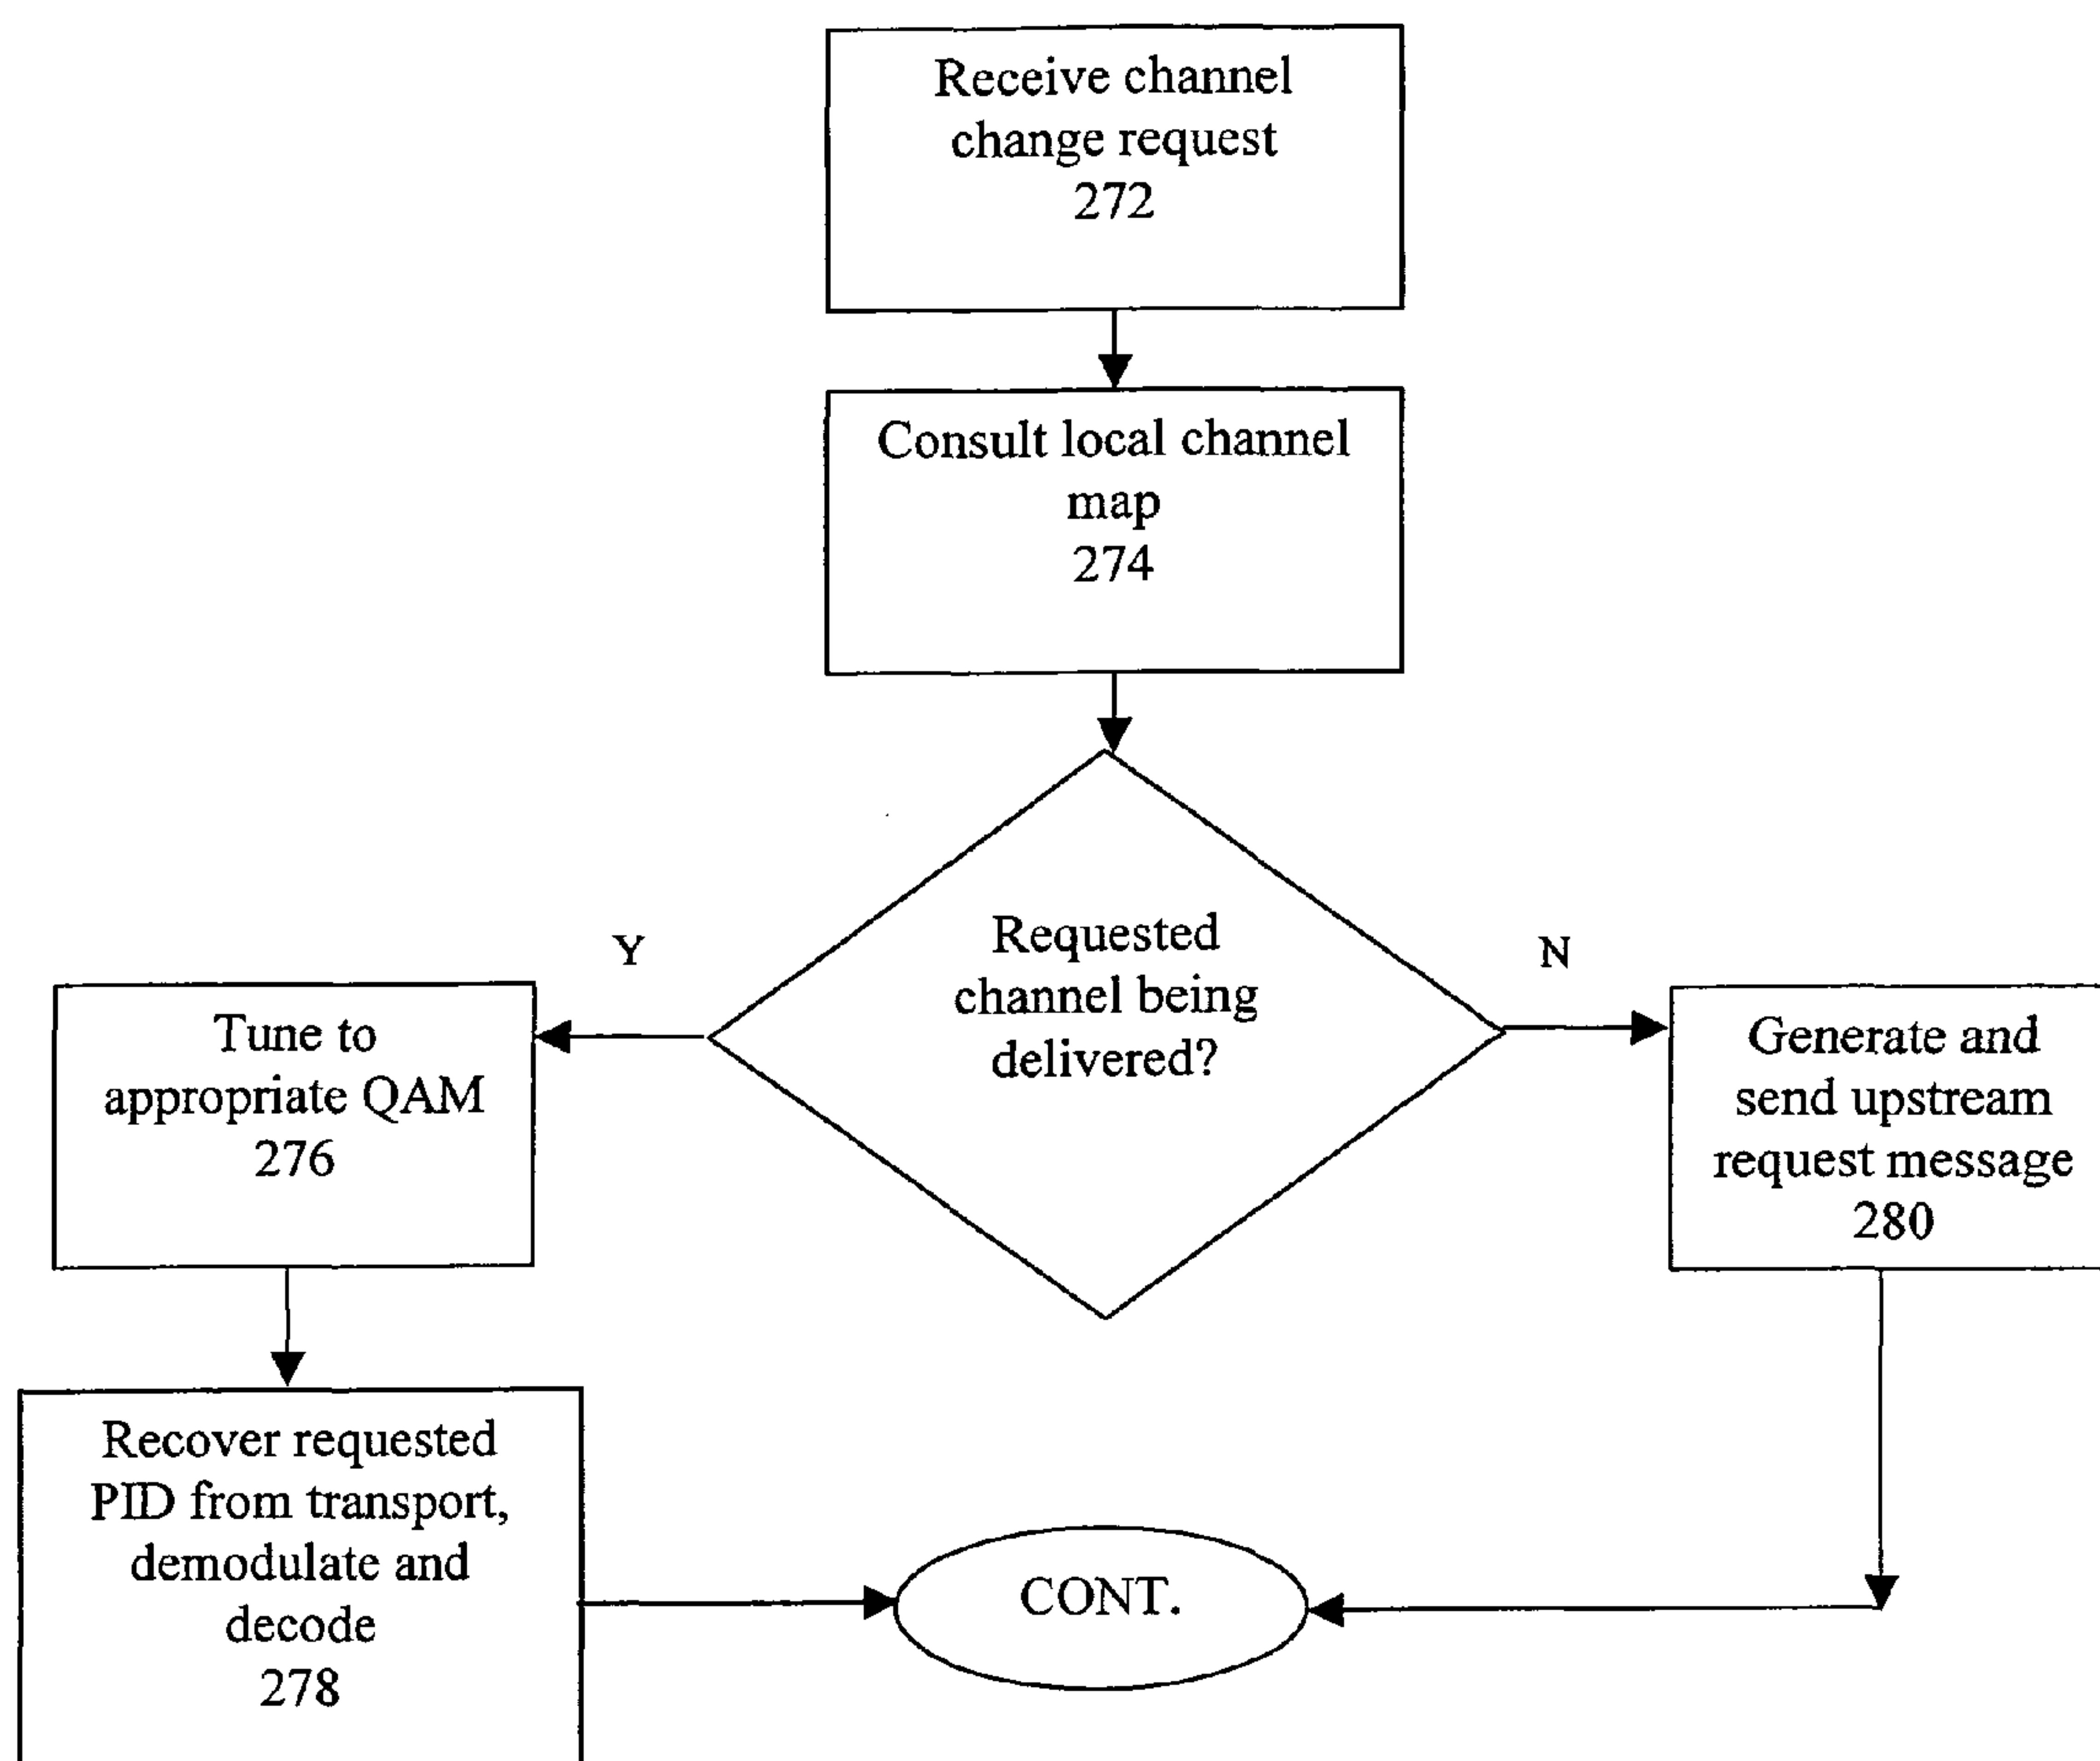 Receive channel
change request
272
Consult local channel
map
274
Requested
channel being
delivered?
Y
N
Tune to
appropriate QAM
276
Generate and
send upstream
request message
280
Recover requested
PID from transport,
demodulate and
decode
278
CONT.